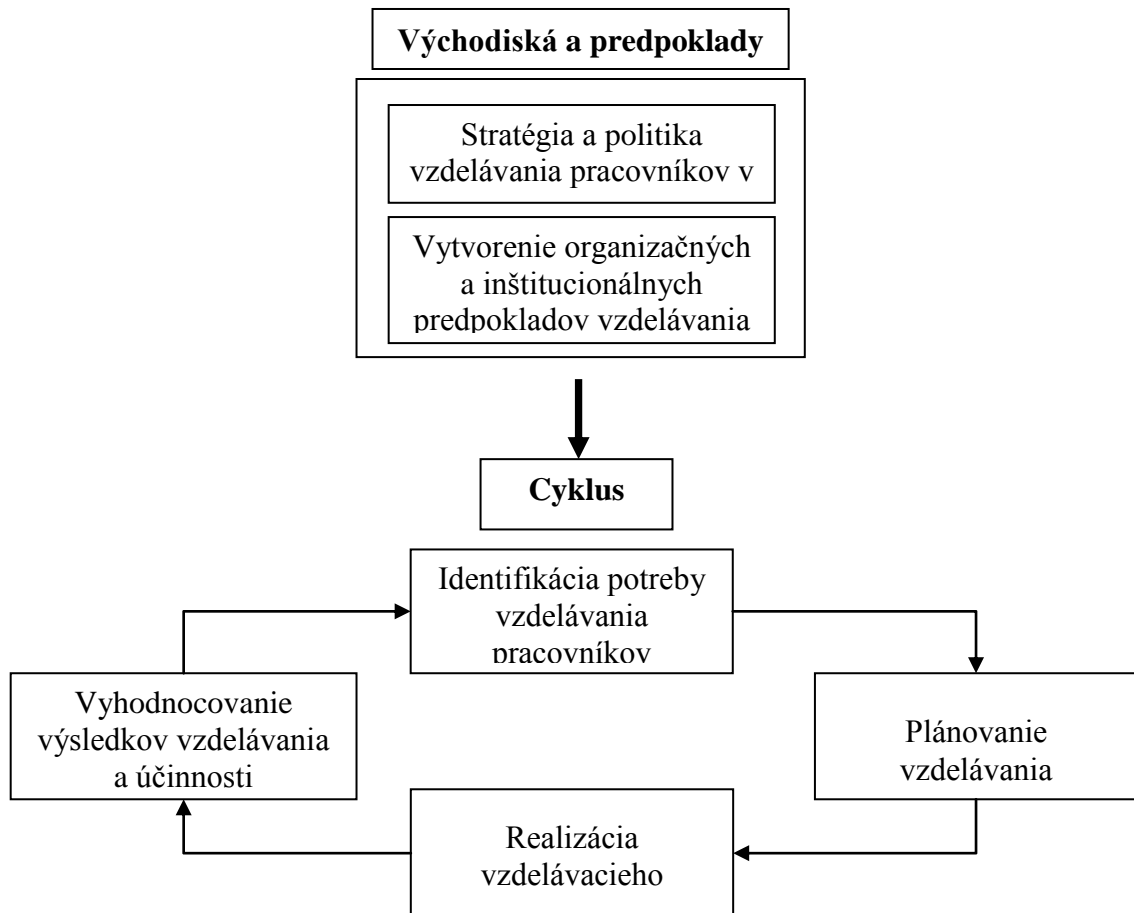 Východiská a predpoklady
Stratégia a politika
vzdelávania pracovníkov v
Vytvorenie organizačných
a inštitucionálnych
predpokladov vzdelávania
Cyklus
Identifikácia potreby
vzdelávania
pracovníkov
Vyhodnocovanie
výsledkov vzdelávania
a účinnosti
Plánovanie
vzdelávania
Realizácia
vzdelávacieho